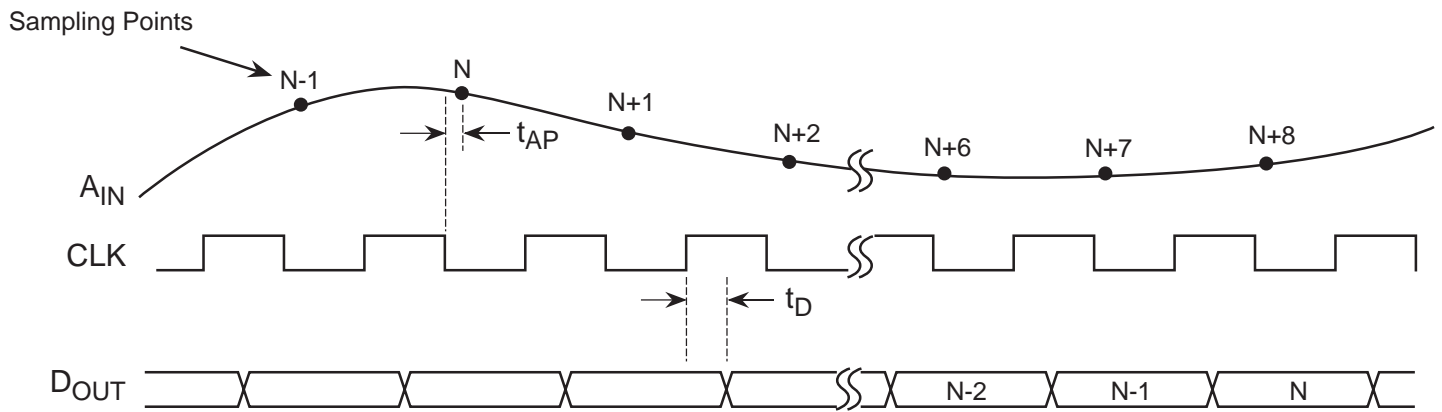 Sampling Points
N-1
N
N+1
N+2
N+6
N+7
N+8
tAP
AIN
CLK
tD
DOUT
N-2
N-1
N